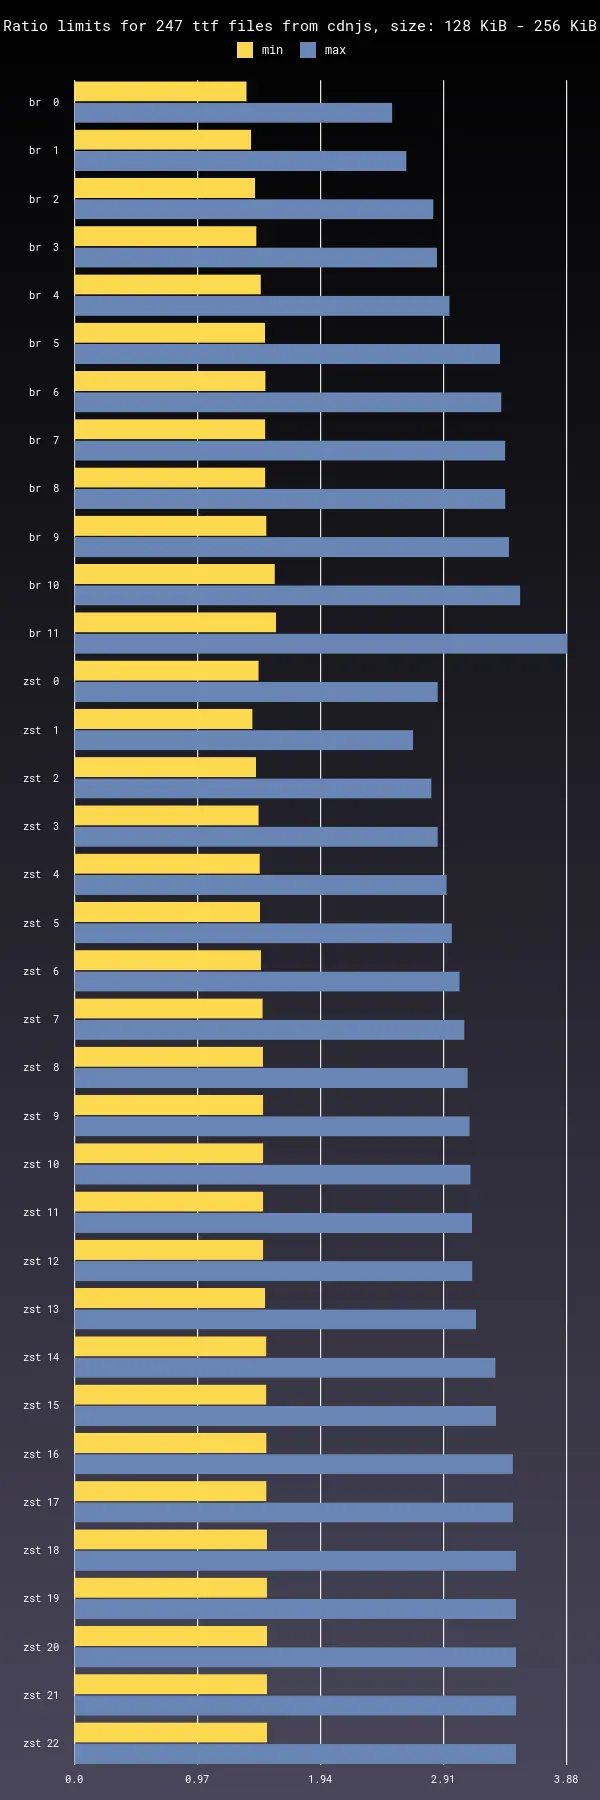 Ratio limits for 247 ttf files from cdnjs, size: 128 KiB - 256 KiB
min max
br 0
br 1
br 2
br 3
br 4
br 5
br 6
br 7
br 8
br 9
br 10
br 11
zst 0
zst 1
zst 2
zst 3
zst 4
zst 5
zst 6
zst 7
zst 8
zst 9
zst 10
zst 11
zst 12
zst 13
zst 14
zst 15
zst 16
zst 17
zst 18
zst 19
zst 20
zst 21
zst 22
0.0 0.97 1.94 2.91 3.88